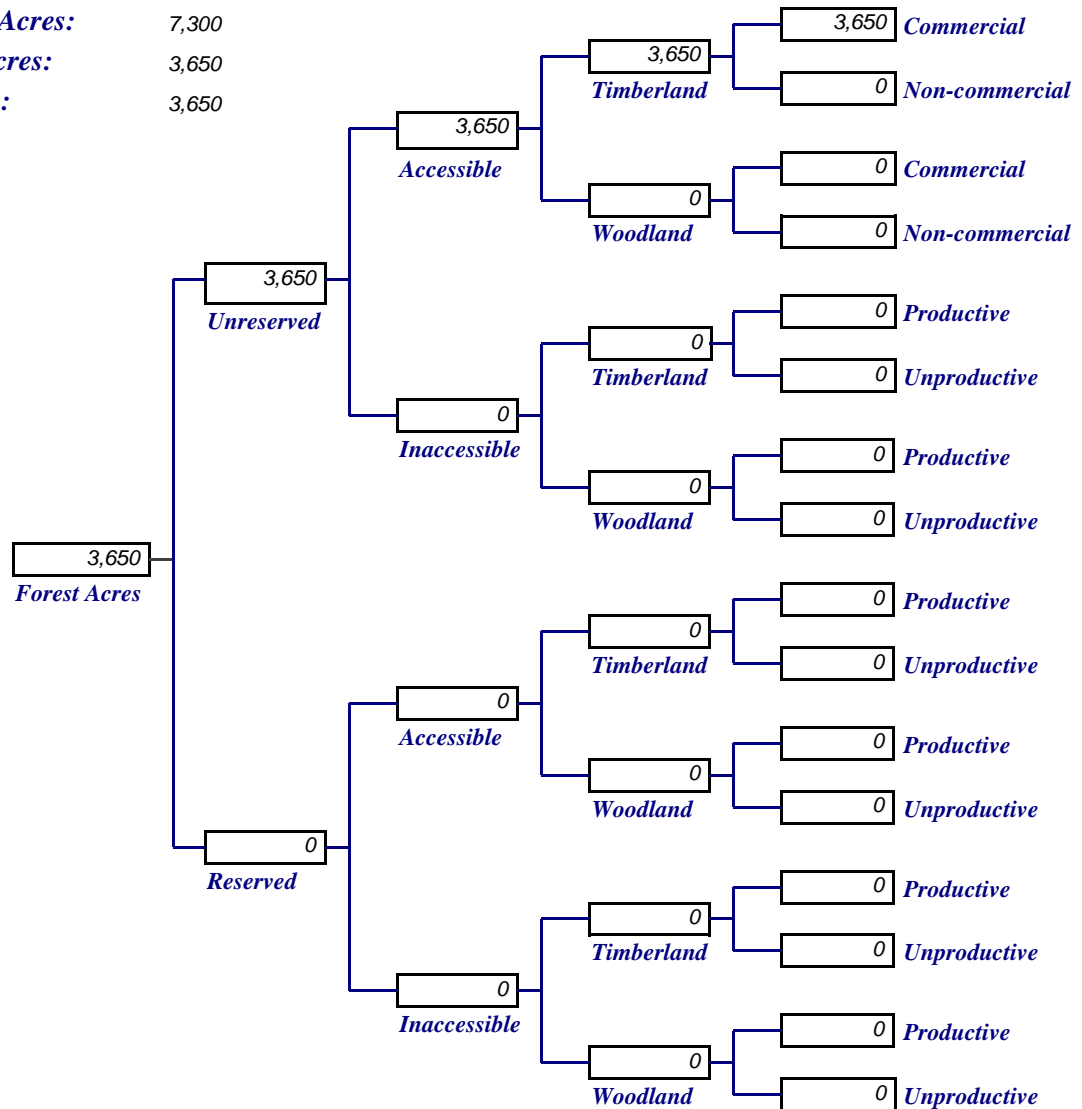 Acres: 7,300
cres: 3,650
: 3,650
3,650 Commercial
3,650
Timberland
0 Non-commercial
3,650
Accessible
0 Commercial
0
Woodland
0 Non-commercial
3,650
Unreserved
0 Productive
0
Timberland
0 Unproductive
0
Inaccessible
0 Productive
0
Woodland
0 Unproductive
3,650
Forest Acres
0 Productive
0
Timberland
0 Unproductive
0
Accessible
0 Productive
0
Woodland
0 Unproductive
0
Reserved
0 Productive
0
Timberland
0 Unproductive
0
Inaccessible
0 Productive
0
Woodland
0 Unproductive